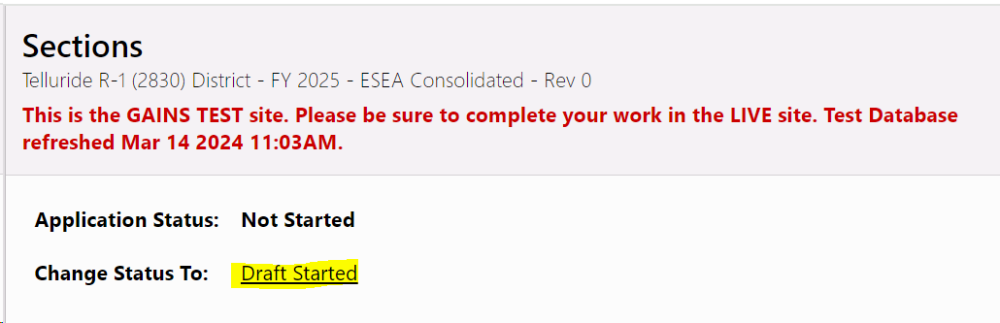 Sections
Telluride R-1 (2830) District - FY 2025 - ESEA Consolidated - Rev 0
This is the GAINS TEST site. Please be sure to complete your work in the LIVE site. Test Database
refreshed Mar 14 2024 11:03AM.
Application Status: Not Started
Change Status To: Draft Started